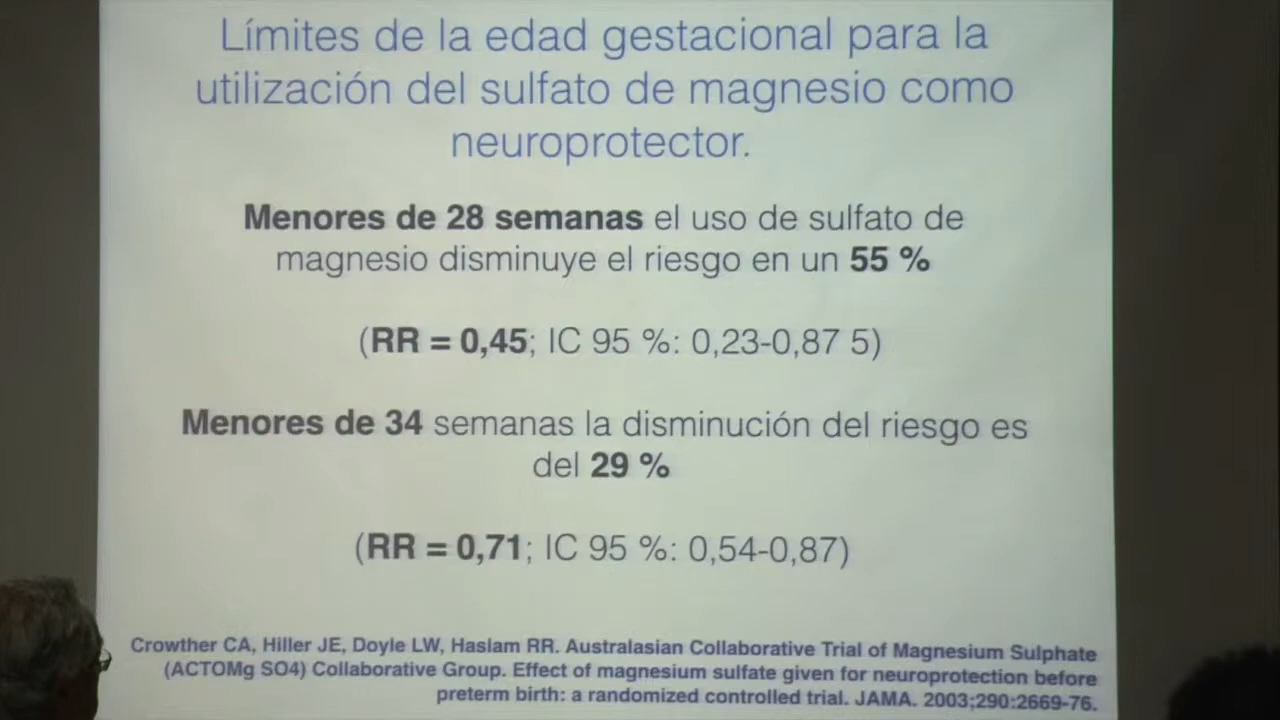 Límites de la edad gestacional para la
utilización del sulfato de magnesio como
neuroprotector.
Menores de 28 semanas el uso de sulfato de
magnesio disminuye el riesgo en un 55 %
(RR = 0,45; IC 95 %: 0,23-0,87 5)
Menores de 34 semanas la disminución del riesgo es
del 29 %
(RR = 0,71; IC 95 %: 0,54-0,87)
Crowther CA, Hiller JE, Doyle LW, Haslam RR. Australasian Collaborative Trial of Magnesium Sulphate
(ACTOMg SO4) Collaborative Group. Effect of magnesium sulfate given for neuroprotection before
preterm birth: a randomized controlled trial. JAMA. 2003;290:2669-76.